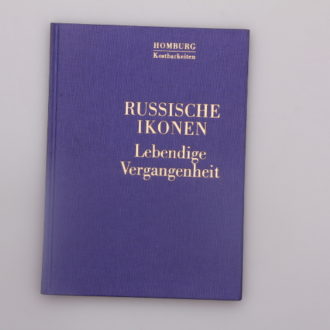 HOMBURG
Kostbarkeiten
RUSSISCHE
IKONEN
Lebendige
Vergangenheit